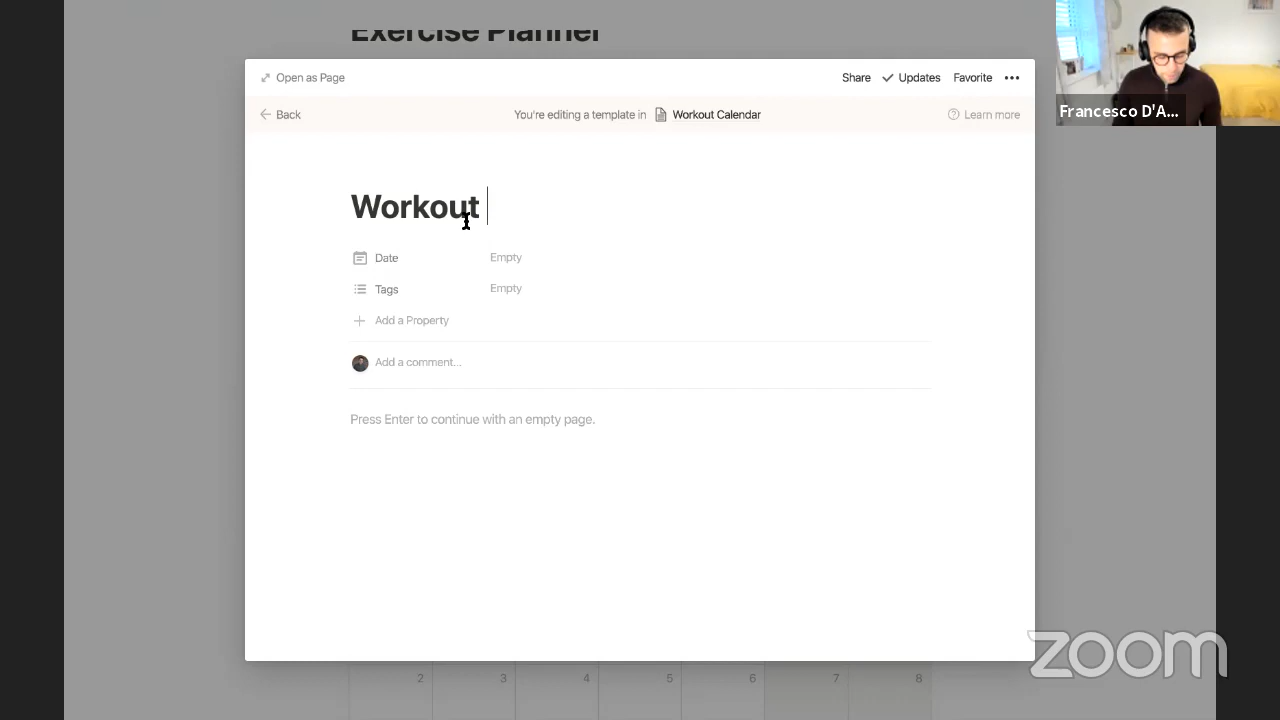 Exercise Planner
Open as Page
Share
Updates
Favorite
Back
You're editing a template in
Workout Calendar
Learn more
Francesco D'A...
Workout
Date
Empty
Tags
Empty
Add a Property
Add a comment...
Press Enter to continue with an empty page.
zoom
2
3
4
5
6
7
8